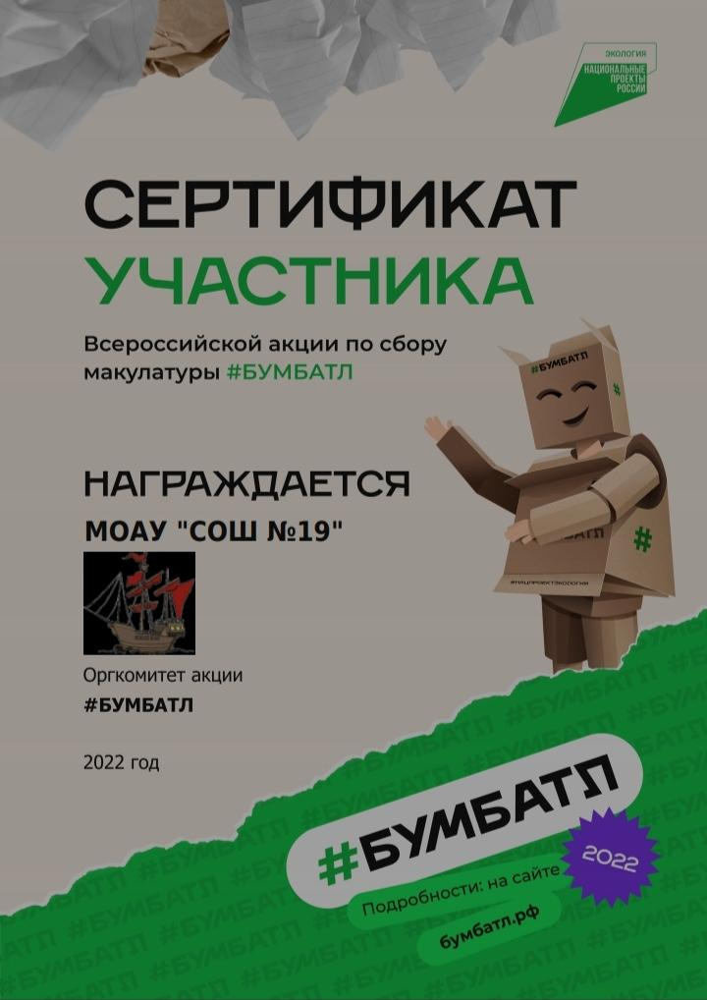 ЭКОЛОГИЯ
НАЦИОНАЛЬНЫЕ
ПРОЕКТЫ
РОССИИ
СЕРТИФИКАТ
УЧАСТНИКА
Всероссийской акции по сбору
макулатуры #БУМБАТЛ
#БУМБАТЛ
#
НАГРАЖДАЕТСЯ
МОАУ "СОШ №19"
#
#НАЦПРОЕКТЭКОЛОГИЯ
Оргкомитет акции
#БУМБАТЛ
2022 год
#БУМБАТЛ
2022
Подробности: на сайте
бумбатл.рф